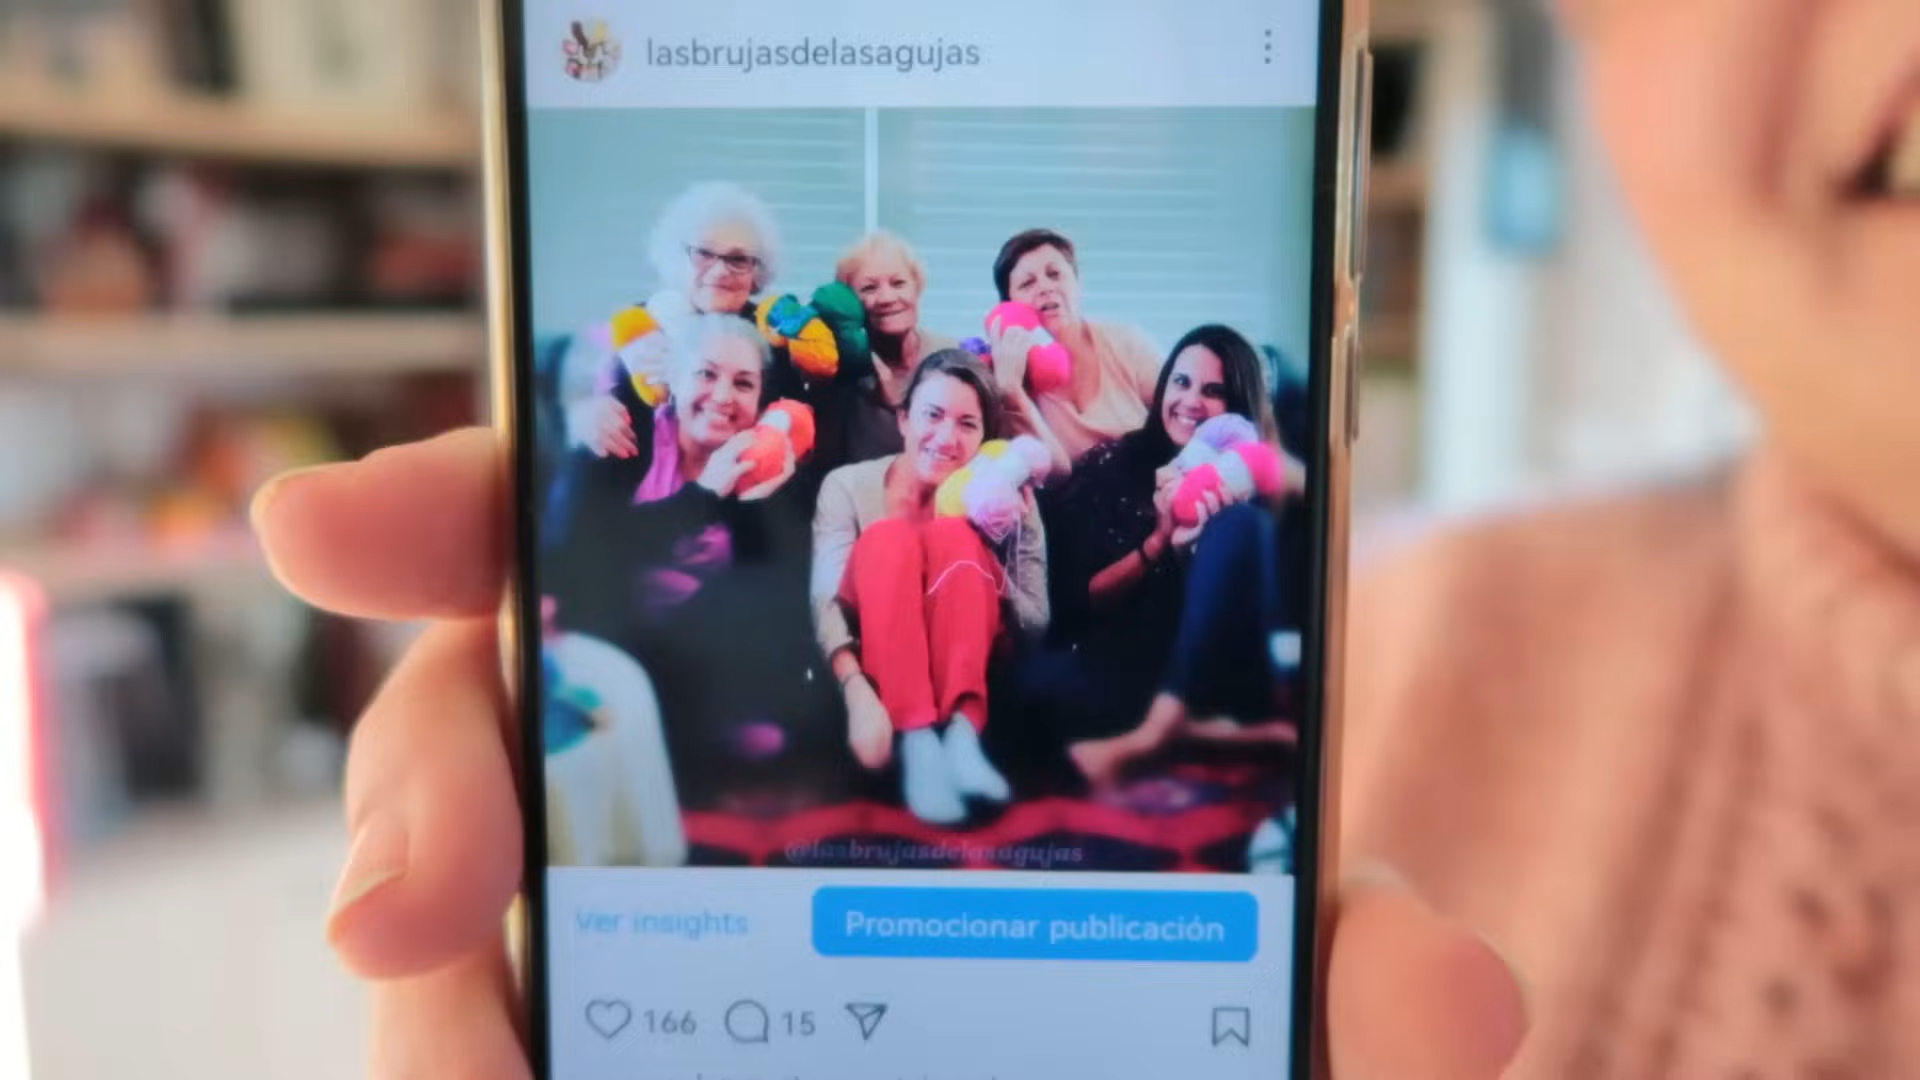 lasbrujasdelasagujas
@lasbrujasdelasagujas
Ver insights
Promocionar publicación
166
15